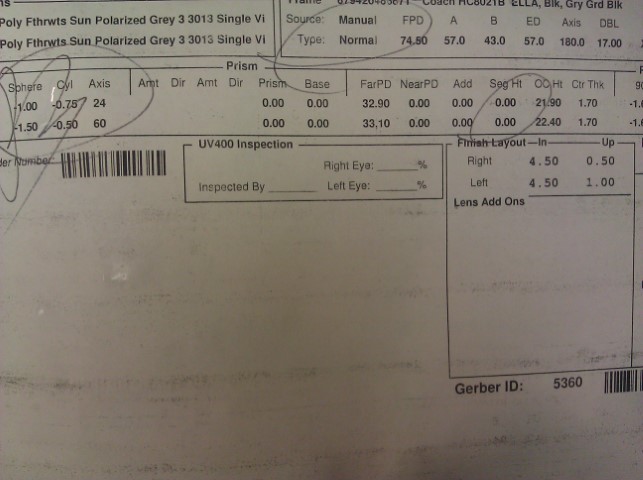 Coach HC8021B ELLA, Blk, Gry Grd Blk
Poly Fthrwts Sun Polarized Grey 3 3013 Single Vi
Poly Fthrwts Sun Polarized Grey 3 3013 Single Vi
Source: Manual FPD A B ED Axis DBL
Type: Normal 74.50 57.0 43.0 57.0 180.0 17.00
Prism
Sphere Cyl Axis Amt Dir Amt Dir Prism Base FarPD NearPD Add Seg Ht OC Ht Ctr Thk
-1.00 -0.75 24 0.00 0.00 32.90 0.00 0.00 0.00 21.90 1.70
-1.50 -0.50 60 0.00 0.00 33.10 0.00 0.00 0.00 22.40 1.70
der Number:
UV400 Inspection
Right Eye: ______%
Inspected By ________ Left Eye: ______%
Finish Layout—In Up
Right 4.50 0.50
Left 4.50 1.00
Lens Add Ons
Gerber ID: 5360